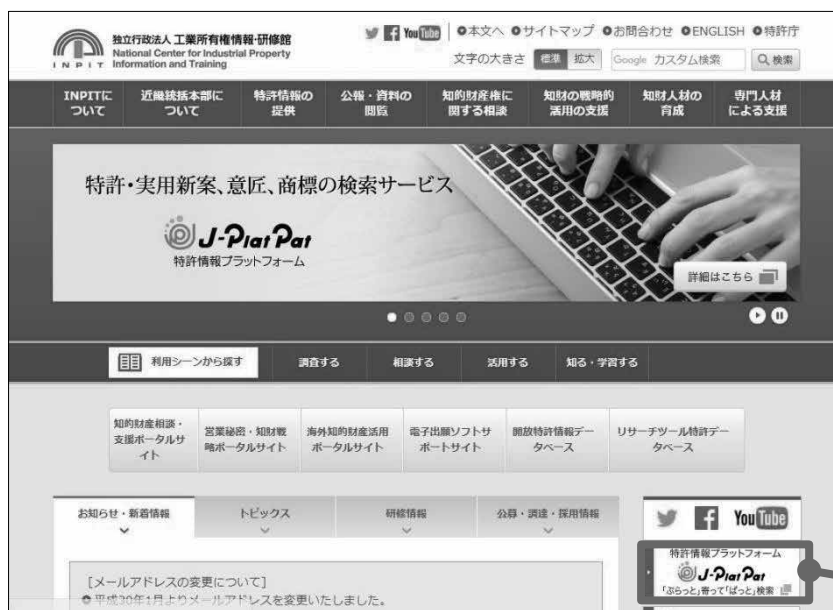 独立行政法人 工業所有権情報・研修館
National Center for Industrial Property
Information and Training
INPIT
YouTube
本文へ サイトマップ お問合わせ ENGLISH 特許庁
文字の大きさ 標準 拡大 Google カスタム検索 検索
INPITに
ついて
近畿統括本部に
ついて
特許情報の
提供
公報・資料の
閲覧
知的財産権に
関する相談
知財の戦略的
活用の支援
知財人材の
育成
専門人材
による支援
特許・実用新案、意匠、商標の検索サービス
J-PlatPat
特許情報プラットフォーム
詳細はこちら
利用シーンから探す 調査する 相談する 活用する 知る・学習する
知的財産相談・
支援ポータルサ
イト
営業秘密・知財戦
略ポータルサイト
海外知的財産活用
ポータルサイト
電子出願ソフトサ
ポートサイト
開放特許情報デー
タベース
リサーチツール特許デー
タベース
お知らせ・新着情報 トピックス 研修情報 公募・調達・採用情報
YouTube
[メールアドレスの変更について]
平成30年1月よりメールアドレスを変更いたしました。
特許情報プラットフォーム
J-PlatPat
「ぷらっと」寄って「ぱっと」検索